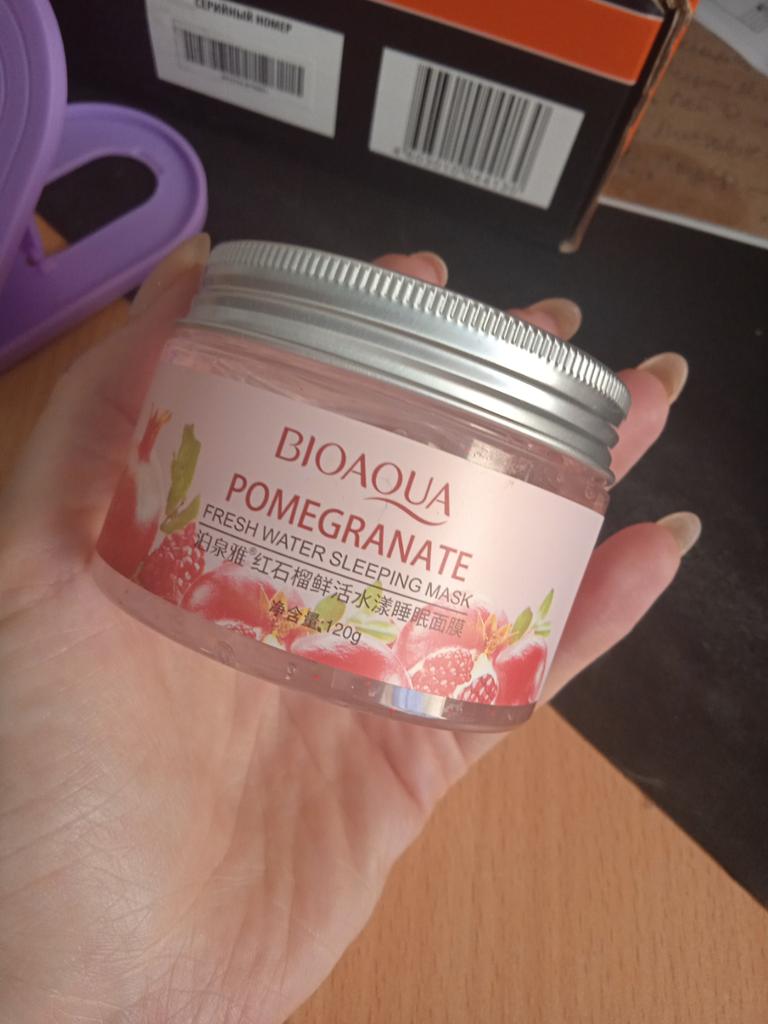 СЕРИЙНЫЙ НОМЕР
BIOAQUA
POMEGRANATE
FRESH WATER SLEEPING MASK
泊泉雅®红石榴鲜活水漾睡眠面膜
净含量:120g